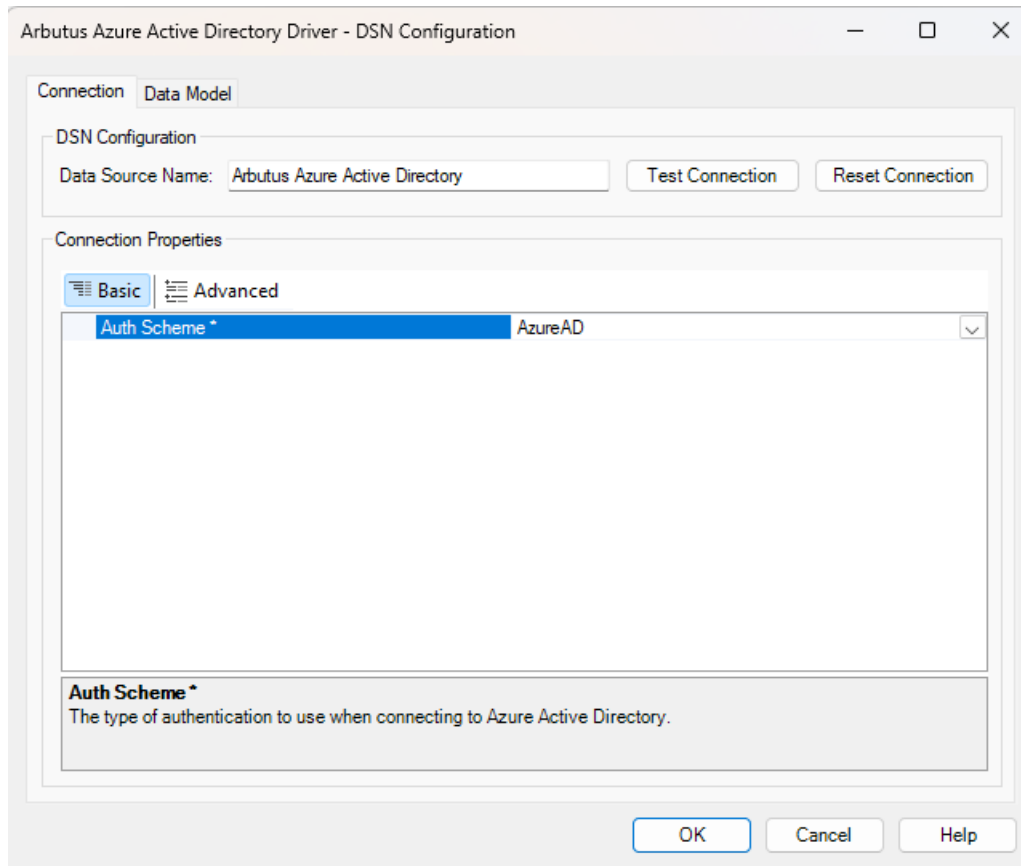 Arbutus Azure Active Directory Driver - DSN Configuration
Connection Data Model
DSN Configuration
Data Source Name: Arbutus Azure Active Directory Test Connection Reset Connection
Connection Properties
Basic Advanced
Auth Scheme * AzureAD
Auth Scheme *
The type of authentication to use when connecting to Azure Active Directory.
OK Cancel Help